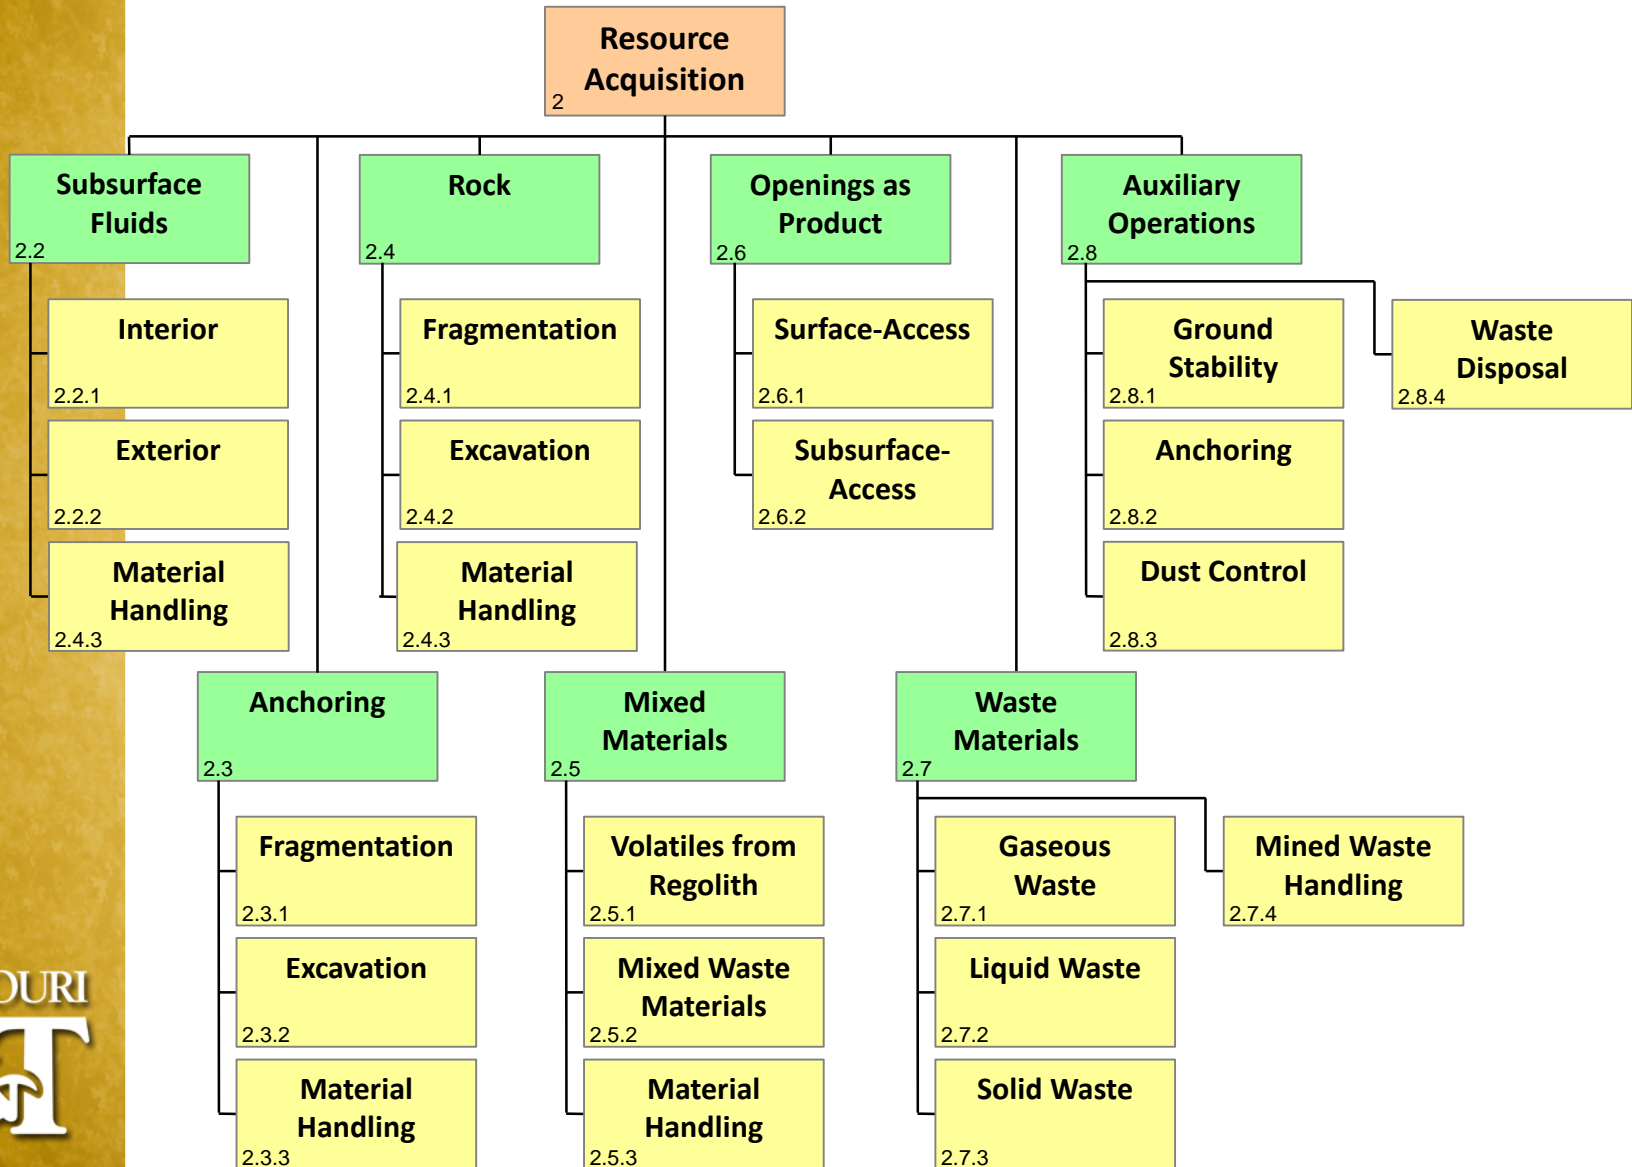 Resource
Acquisition
2
Subsurface
Fluids
2.2
Rock
2.4
Openings as
Product
2.6
Auxiliary
Operations
2.8
Interior
2.2.1
Fragmentation
2.4.1
Surface-Access
2.6.1
Ground
Stability
2.8.1
Waste
Disposal
2.8.4
Exterior
2.2.2
Excavation
2.4.2
Subsurface-
Access
2.6.2
Anchoring
2.8.2
Material
Handling
2.4.3
Material
Handling
2.4.3
Dust Control
2.8.3
Anchoring
2.3
Mixed
Materials
2.5
Waste
Materials
2.7
Fragmentation
2.3.1
Volatiles from
Regolith
2.5.1
Gaseous
Waste
2.7.1
Mined Waste
Handling
2.7.4
Excavation
2.3.2
Mixed Waste
Materials
2.5.2
Liquid Waste
2.7.2
Material
Handling
2.3.3
Material
Handling
2.5.3
Solid Waste
2.7.3
OURI
&T